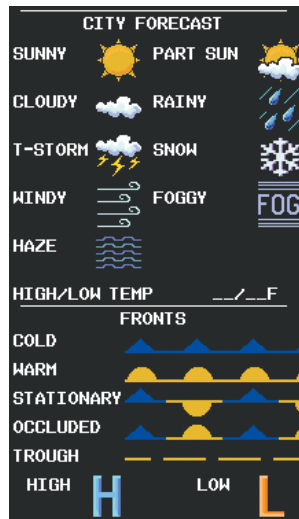 CITY FORECAST
SUNNY PART SUN
CLOUDY RAINY
T-STORM SNOW
WINDY FOGGY FOG
HAZE
HIGH/LOW TEMP __/__F
FRONTS
COLD
WARM
STATIONARY
OCCLUDED
TROUGH
HIGH H LOW L